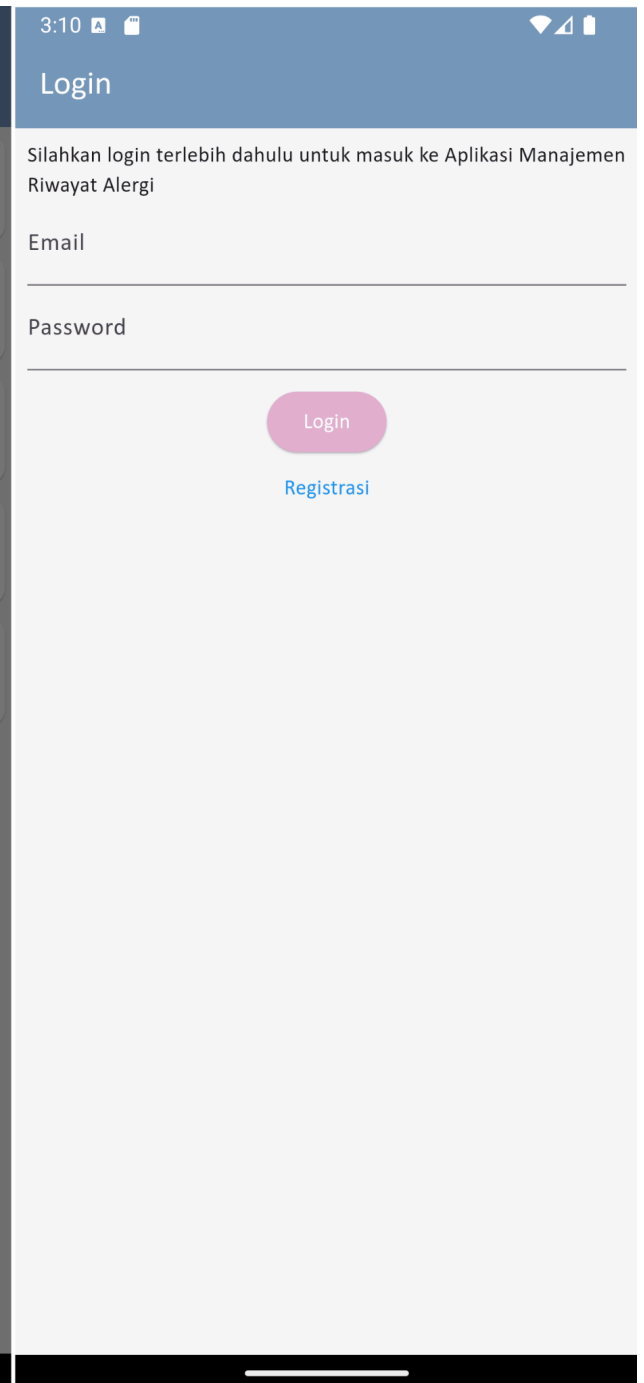 3:10
Login
Silahkan login terlebih dahulu untuk masuk ke Aplikasi Manajemen
Riwayat Alergi
Email
Password
Login
Registrasi